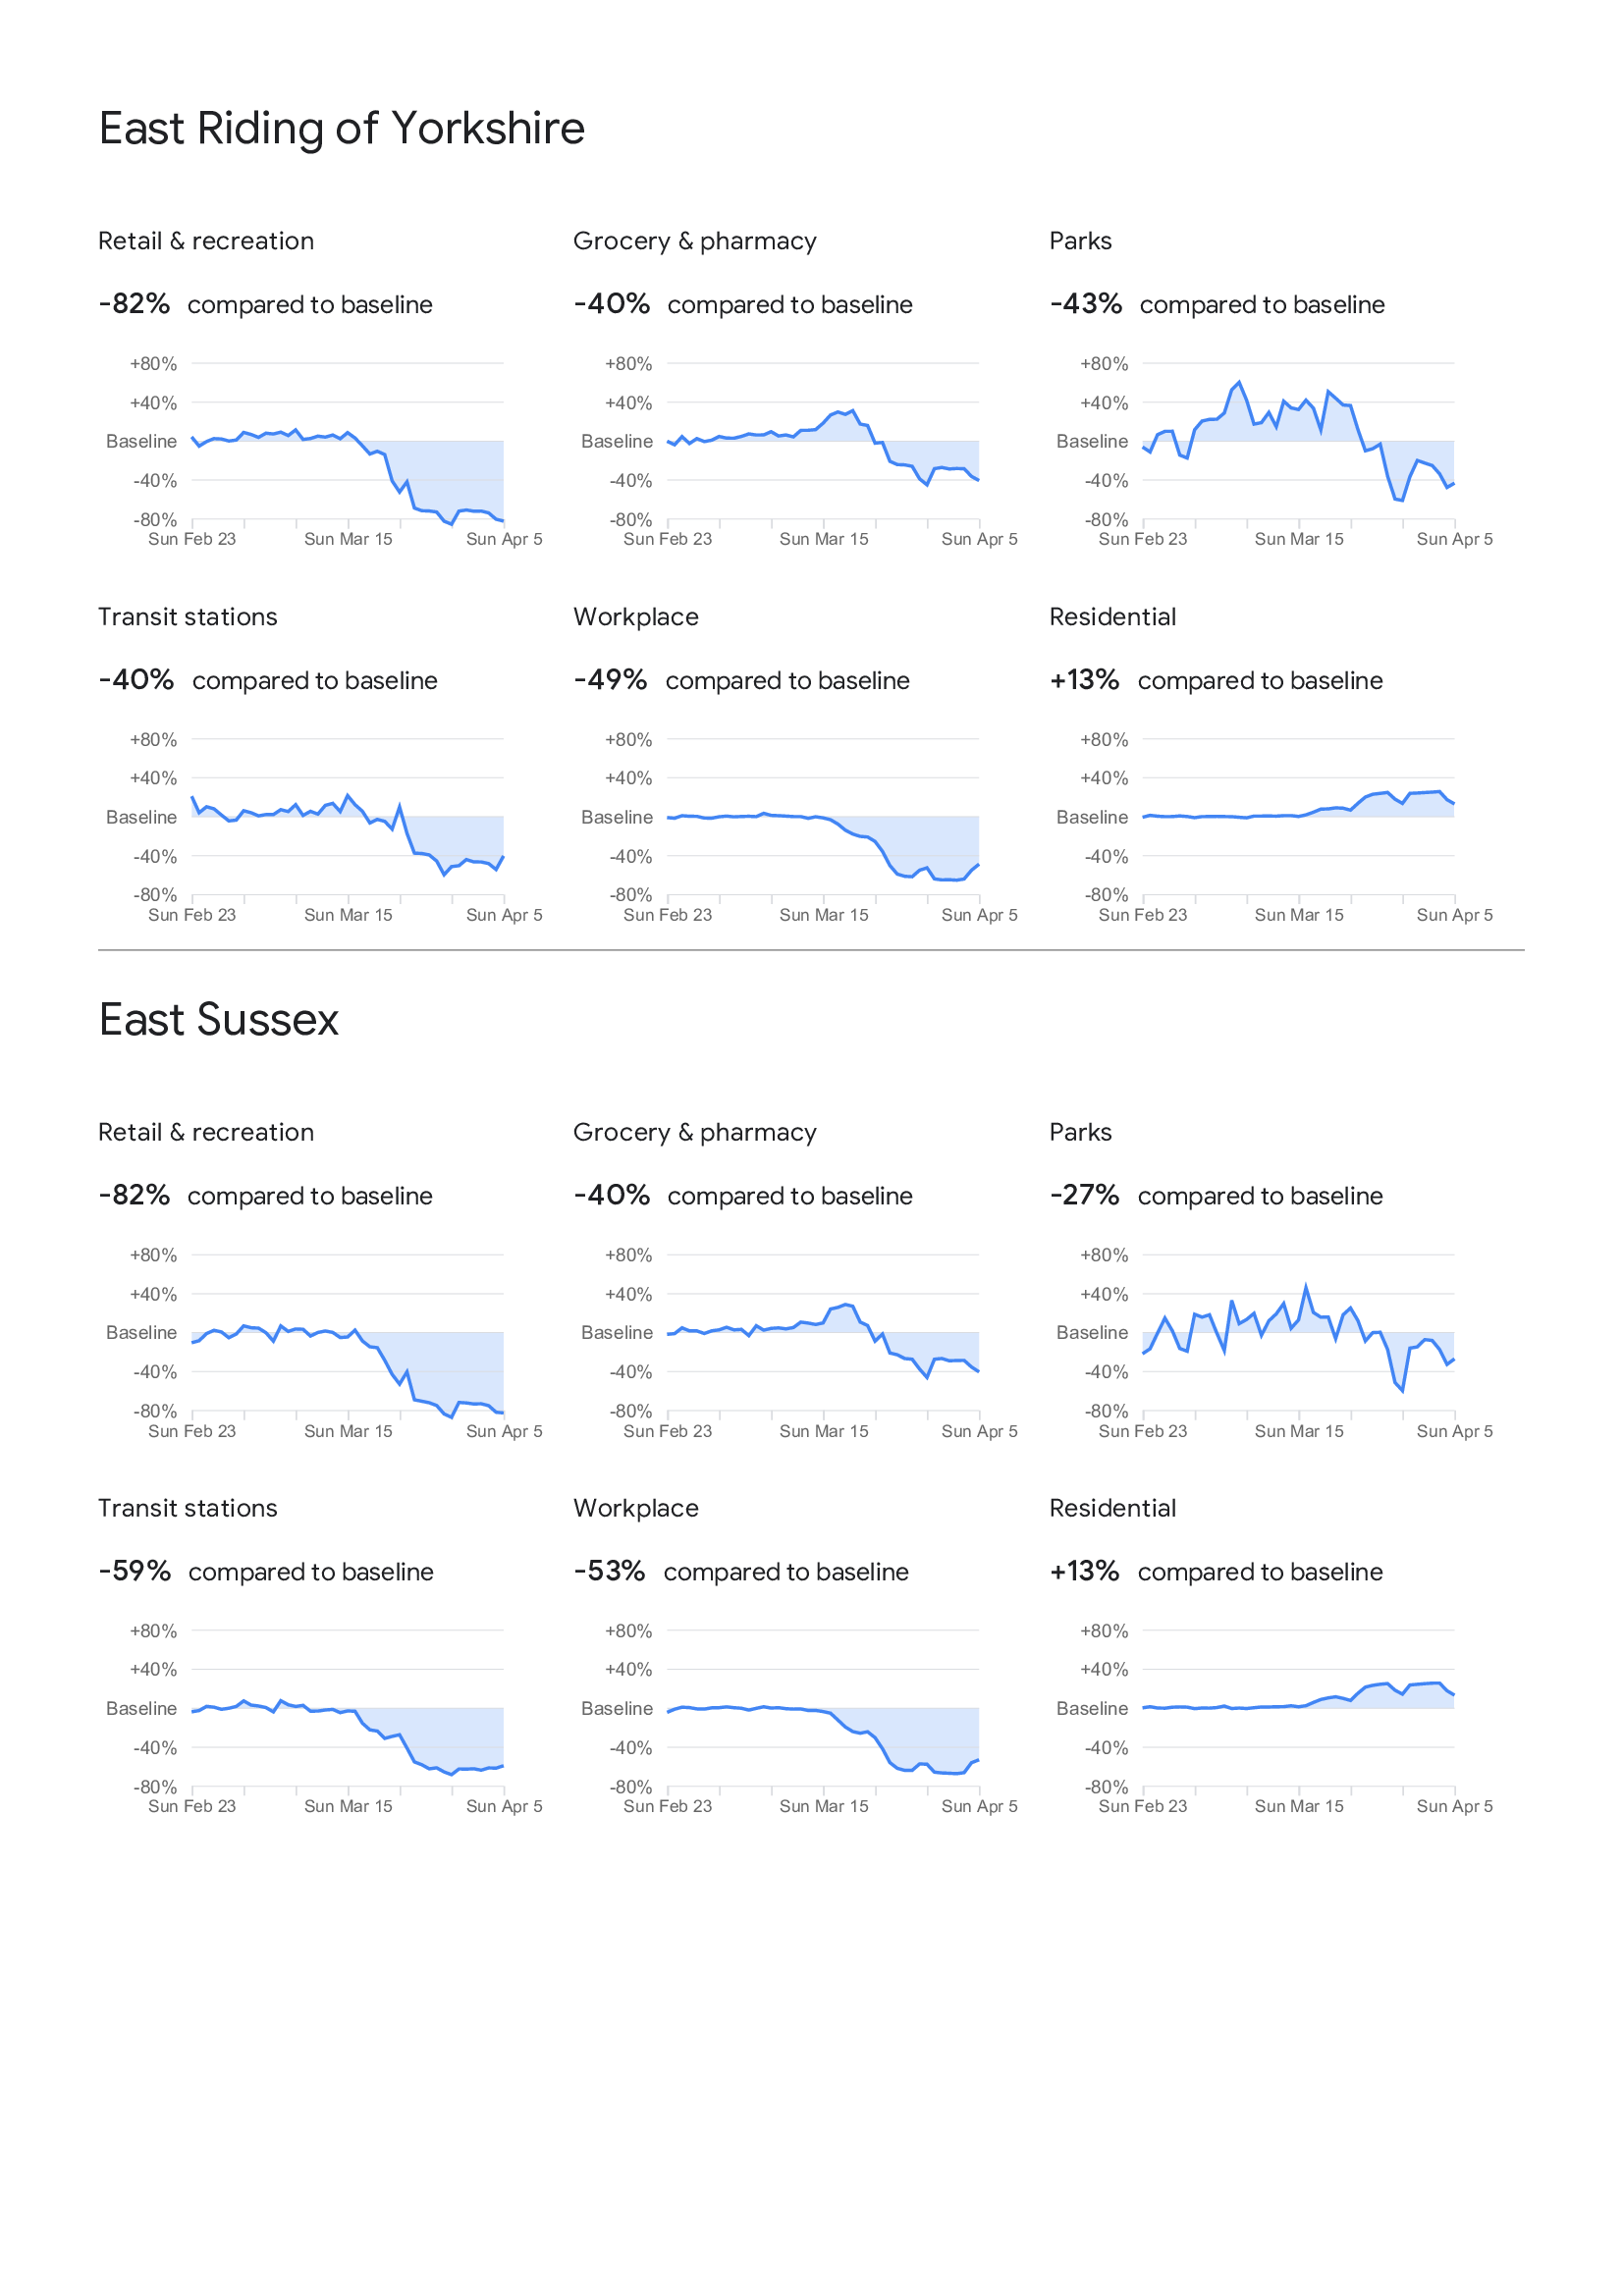 East Riding of Yorkshire
Retail & recreation
-82% compared to baseline
+80%
+40%
Baseline
-40%
-80%
Sun Feb 23 Sun Mar 15 Sun Apr 5
Grocery & pharmacy
-40% compared to baseline
+80%
+40%
Baseline
-40%
-80%
Sun Feb 23 Sun Mar 15 Sun Apr 5
Parks
-43% compared to baseline
+80%
+40%
Baseline
-40%
-80%
Sun Feb 23 Sun Mar 15 Sun Apr 5
Transit stations
-40% compared to baseline
+80%
+40%
Baseline
-40%
-80%
Sun Feb 23 Sun Mar 15 Sun Apr 5
Workplace
-49% compared to baseline
+80%
+40%
Baseline
-40%
-80%
Sun Feb 23 Sun Mar 15 Sun Apr 5
Residential
+13% compared to baseline
+80%
+40%
Baseline
-40%
-80%
Sun Feb 23 Sun Mar 15 Sun Apr 5
East Sussex
Retail & recreation
-82% compared to baseline
+80%
+40%
Baseline
-40%
-80%
Sun Feb 23 Sun Mar 15 Sun Apr 5
Grocery & pharmacy
-40% compared to baseline
+80%
+40%
Baseline
-40%
-80%
Sun Feb 23 Sun Mar 15 Sun Apr 5
Parks
-27% compared to baseline
+80%
+40%
Baseline
-40%
-80%
Sun Feb 23 Sun Mar 15 Sun Apr 5
Transit stations
-59% compared to baseline
+80%
+40%
Baseline
-40%
-80%
Sun Feb 23 Sun Mar 15 Sun Apr 5
Workplace
-53% compared to baseline
+80%
+40%
Baseline
-40%
-80%
Sun Feb 23 Sun Mar 15 Sun Apr 5
Residential
+13% compared to baseline
+80%
+40%
Baseline
-40%
-80%
Sun Feb 23 Sun Mar 15 Sun Apr 5